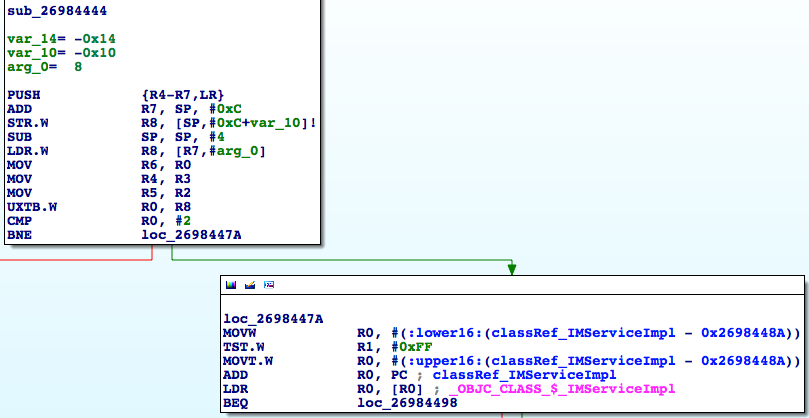 sub_26984444
var_14= -0x14
var_10= -0x10
arg_0= 8
PUSH {R4-R7,LR}
ADD R7, SP, #0xC
STR.W R8, [SP,#0xC+var_10]!
SUB SP, SP, #4
LDR.W R8, [R7,#arg_0]
MOV R6, R0
MOV R4, R3
MOV R5, R2
UXTB.W R0, R8
CMP R0, #2
BNE loc_2698447A
loc_2698447A
MOVW R0, #(:lower16:(classRef_IMServiceImpl - 0x2698448A))
TST.W R1, #0xFF
MOVT.W R0, #(:upper16:(classRef_IMServiceImpl - 0x2698448A))
ADD R0, PC ; classRef_IMServiceImpl
LDR R0, [R0] ; _OBJC_CLASS_$_IMServiceImpl
BEQ loc_26984498